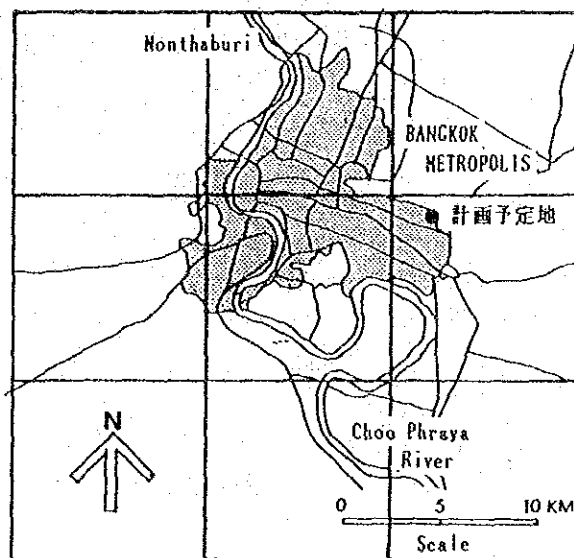 Nonthaburi
BANGKOK
METROPOLIS
計画予定地
N
Choo Phraya
River
0 5 10 KM
Scale